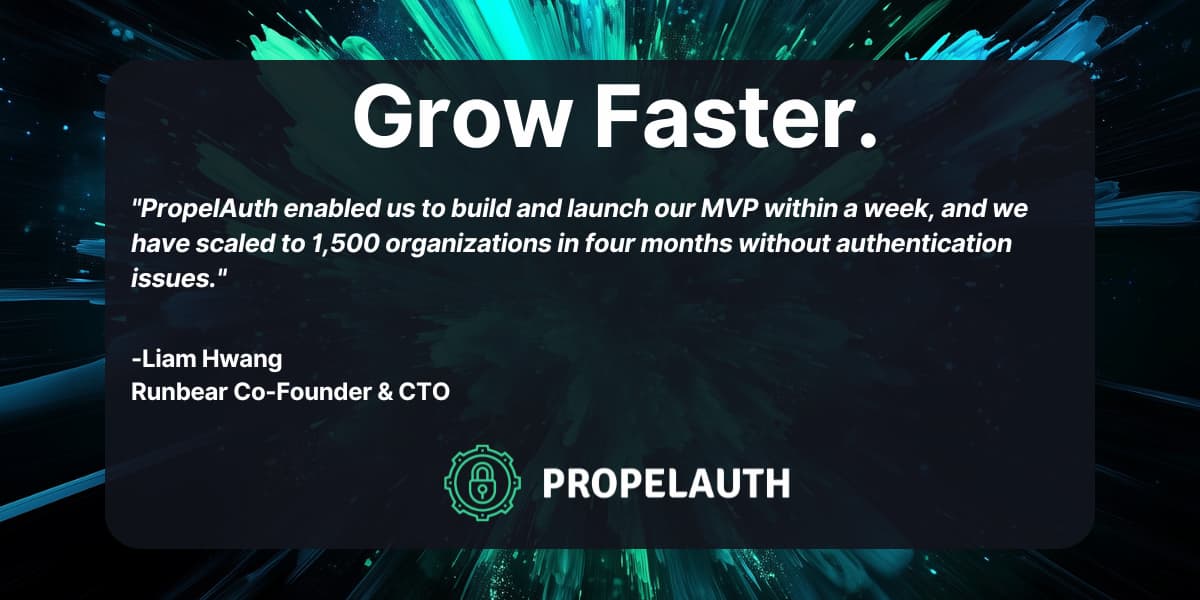 Grow Faster.
"PropelAuth enabled us to build and launch our MVP within a week, and we
have scaled to 1,500 organizations in four months without authentication
issues."
-Liam Hwang
Runbear Co-Founder & CTO
PROPELAUTH